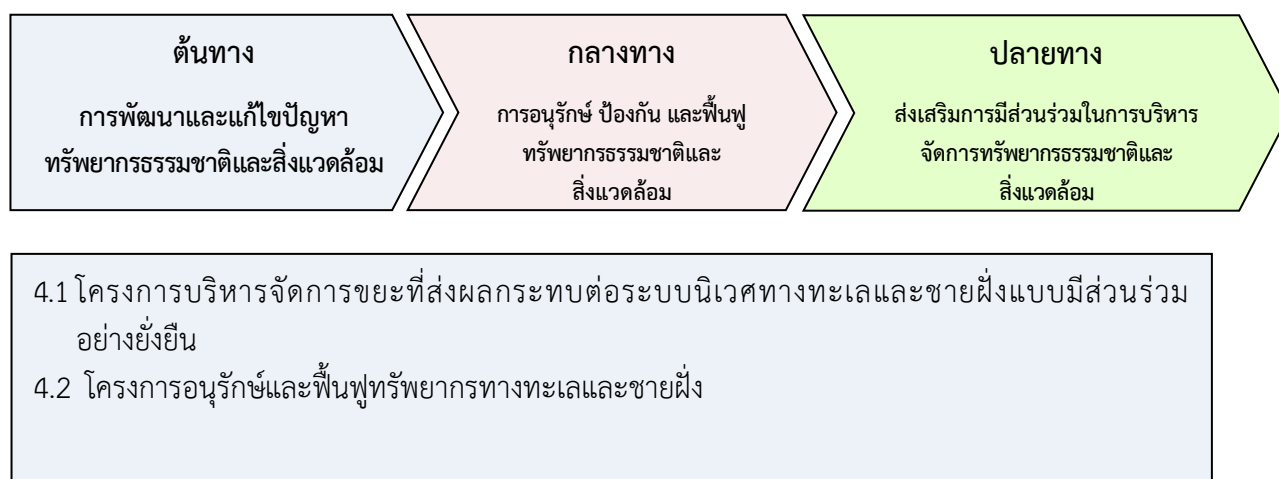 ต้นทาง
การพัฒนาและแก้ไขปัญหา
ทรัพยากรธรรมชาติและสิ่งแวดล้อม
กลางทาง
การอนุรักษ์ ป้องกัน และฟื้นฟู
ทรัพยากรธรรมชาติและ
สิ่งแวดล้อม
ปลายทาง
ส่งเสริมการมีส่วนร่วมในการบริหาร
จัดการทรัพยากรธรรมชาติและ
สิ่งแวดล้อม
4.1 โครงการบริหารจัดการขยะที่ส่งผลกระทบต่อระบบนิเวศทางทะเลและชายฝั่งแบบมีส่วนร่วม
อย่างยั่งยืน
4.2 โครงการอนุรักษ์และฟื้นฟูทรัพยากรทางทะเลและชายฝั่ง